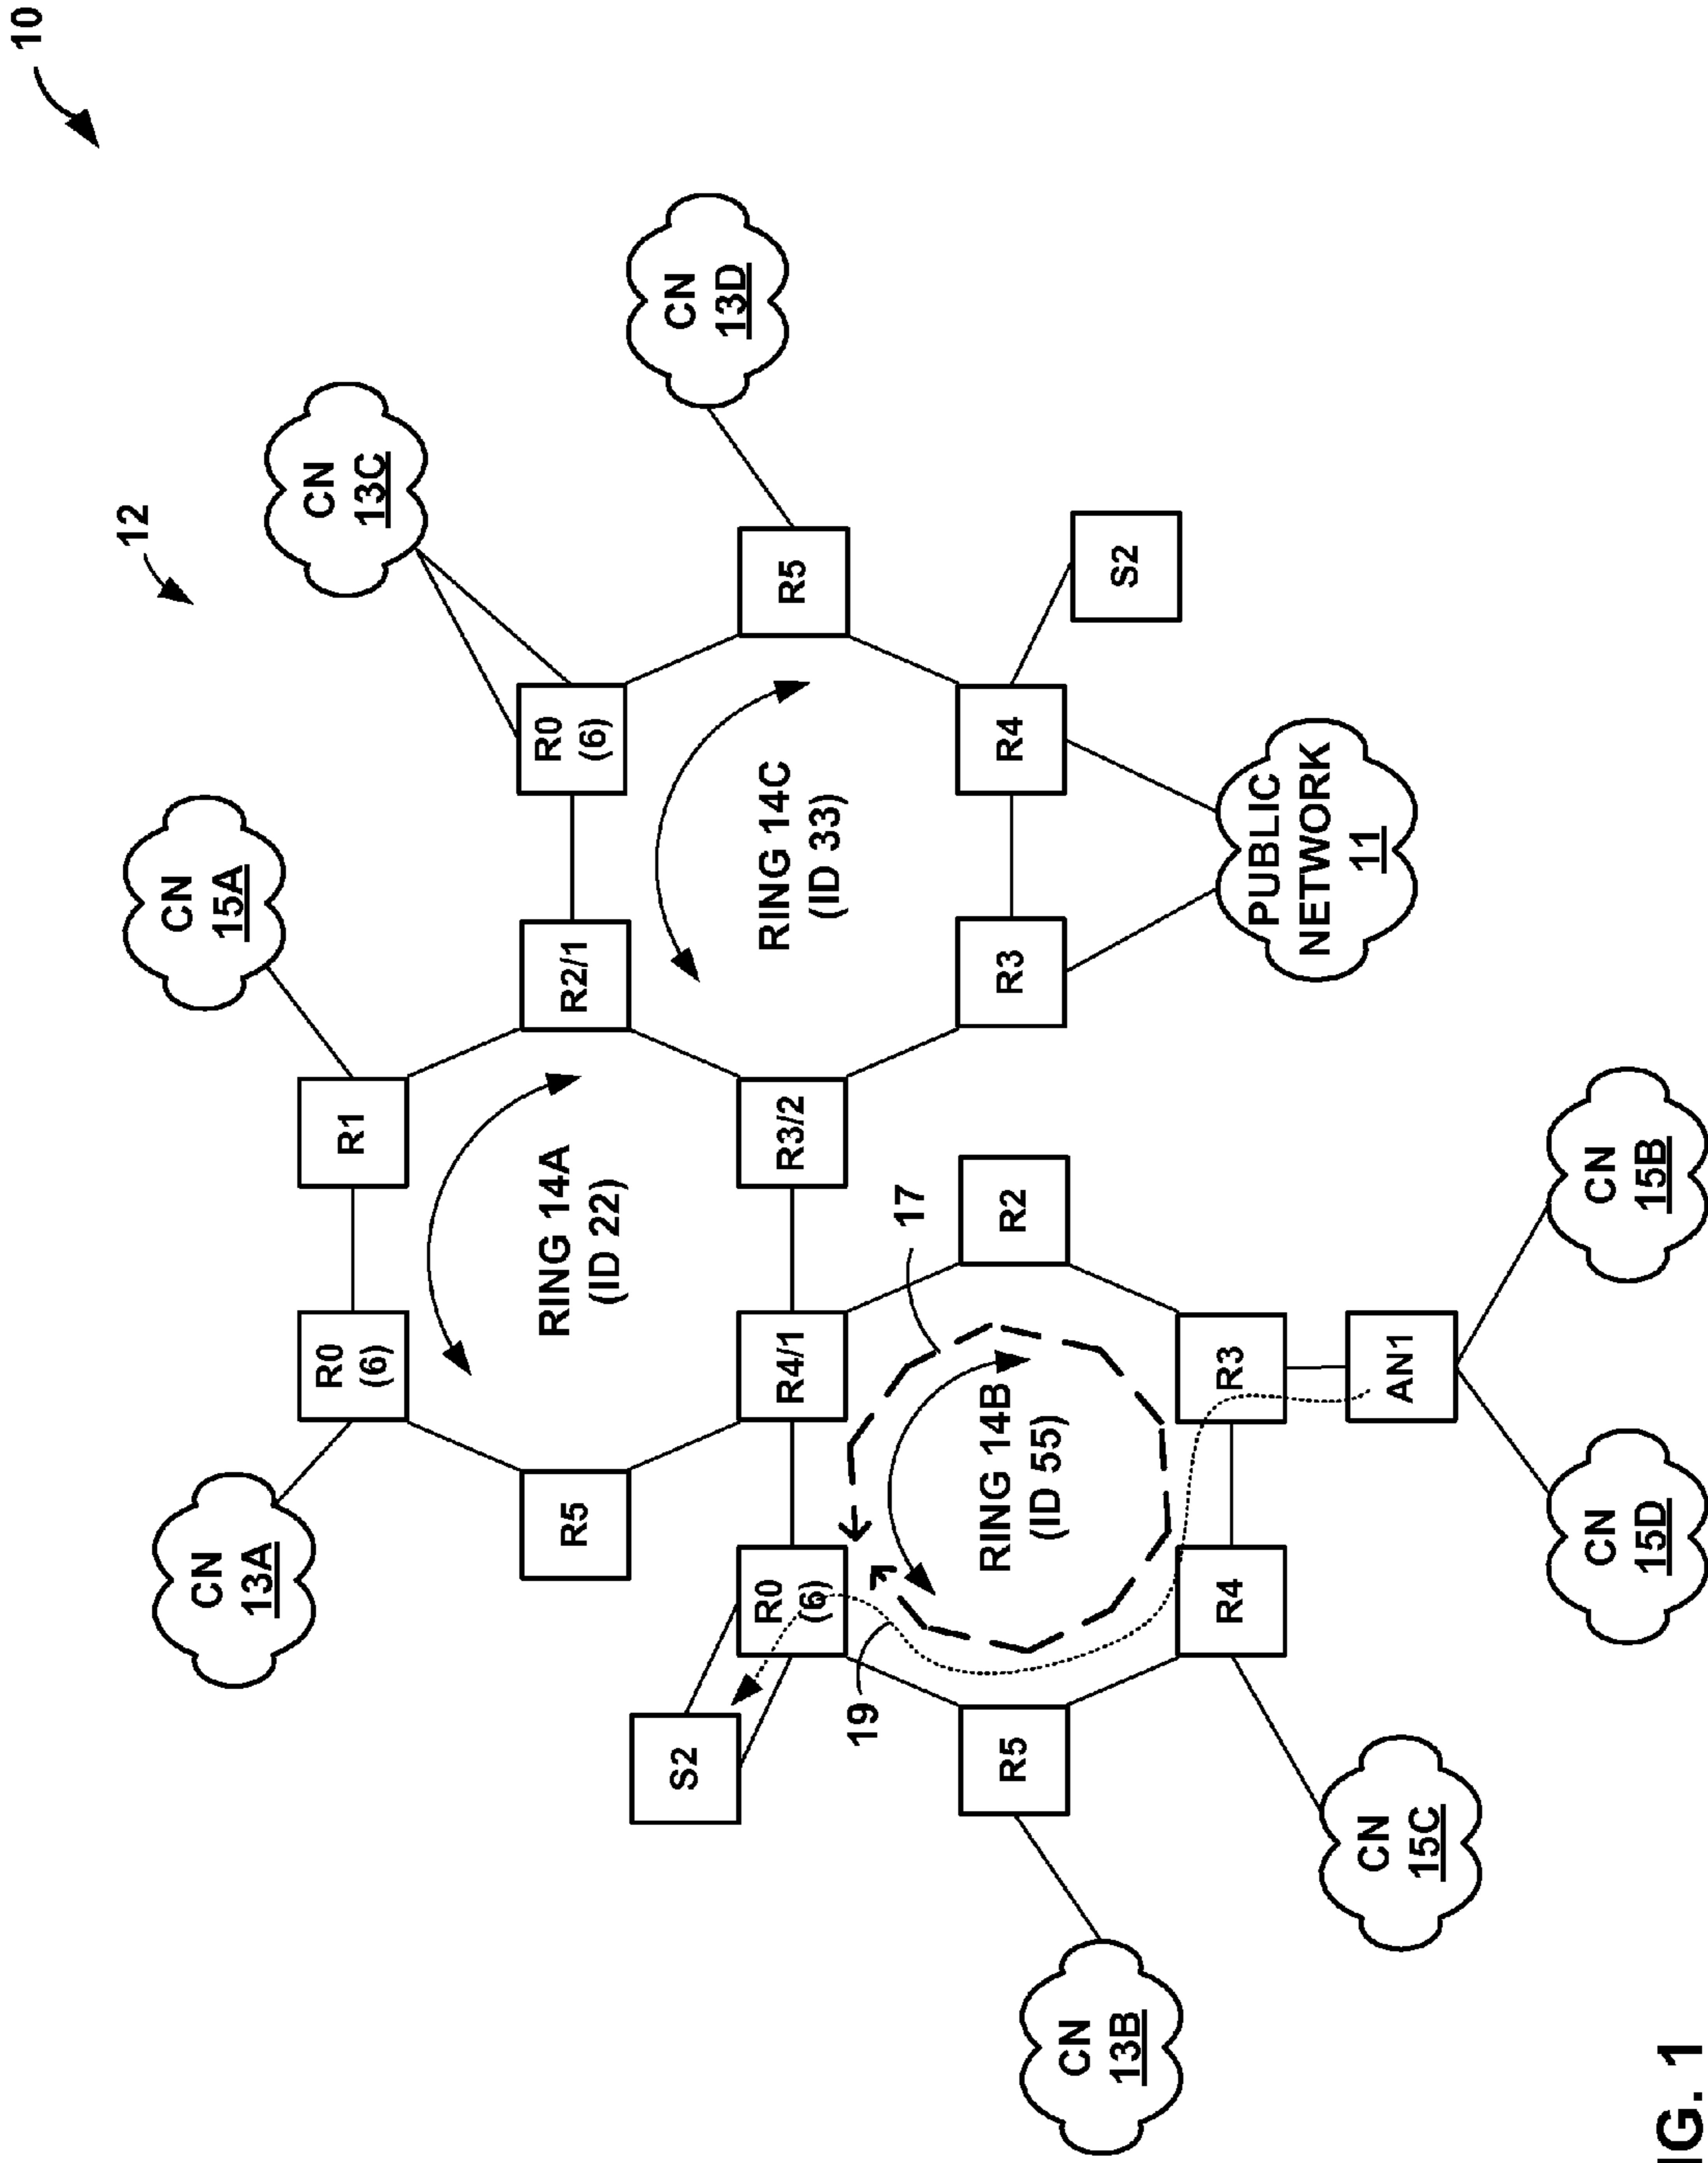 10
12
CN
15A
CN
13A
CN
13C
R0
(6)
R1
RING 14A
(ID 22)
R5
R2/1
R0
(6)
CN
13D
S2
R0
(6)
R4/1
R3/2
RING 14C
(ID 33)
R5
19
17
RING 14B
(ID 55)
R5
R2
R3
R4
CN
13B
S2
R4
R3
PUBLIC
NETWORK
11
CN
15C
AN1
CN
15D
CN
15B
IG. 1